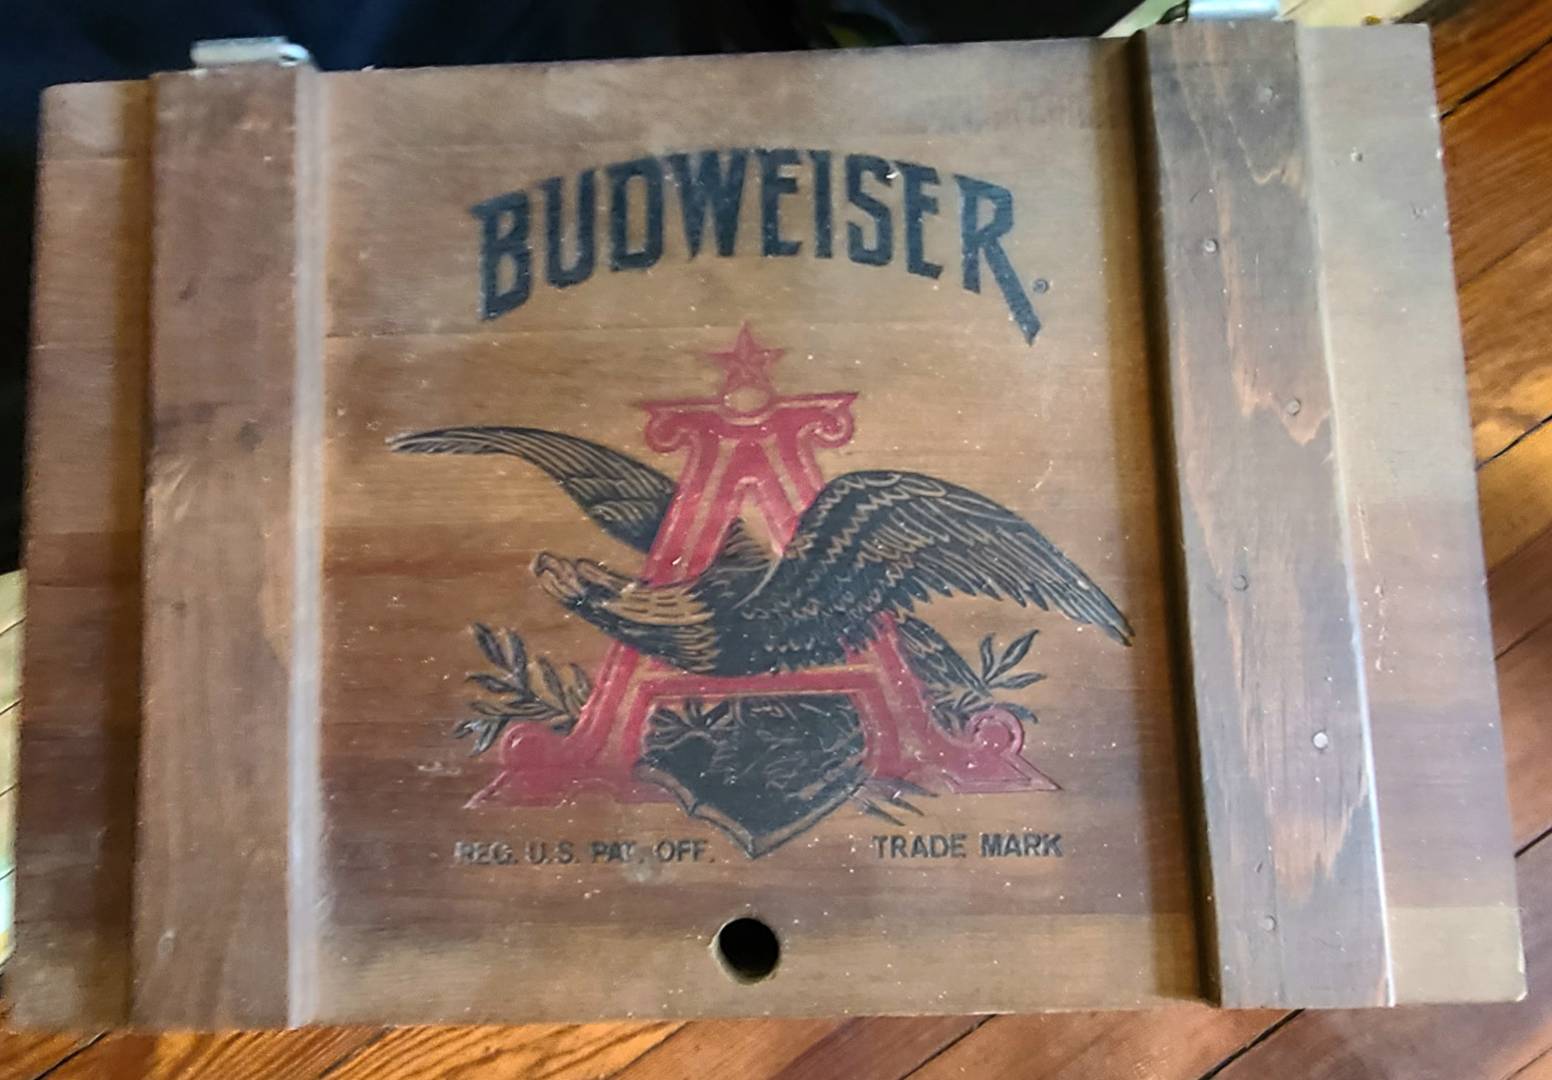 BUDWEISER®
REG. U.S. PAT. OFF. TRADE MARK